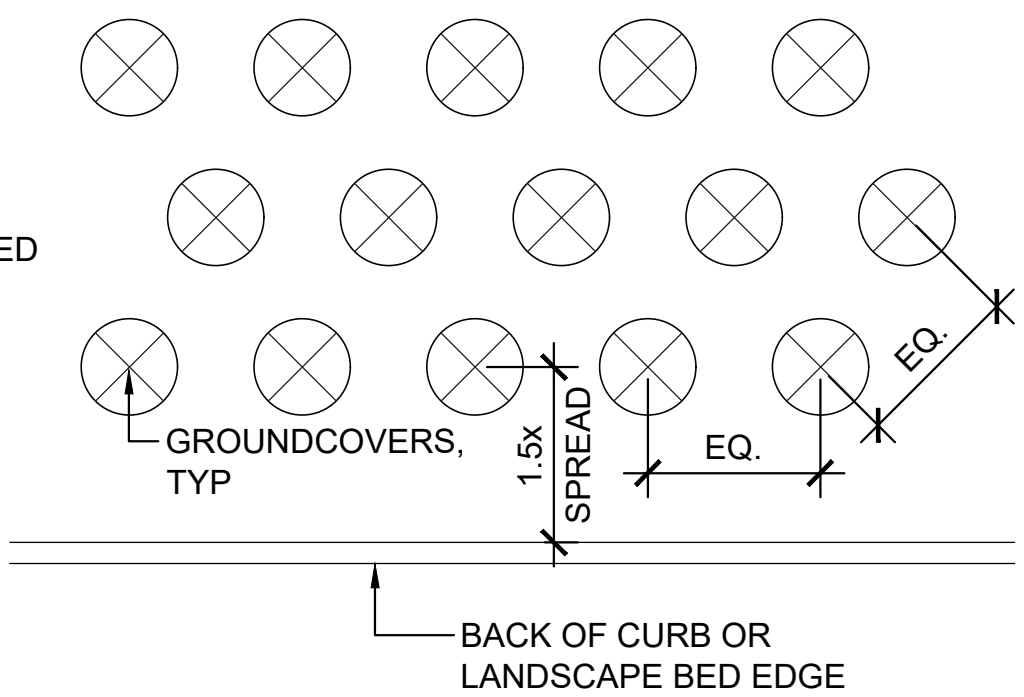 ED
GROUNDCOVERS,
TYP
1.5x
SPREAD
EQ.
EQ.
BACK OF CURB OR
LANDSCAPE BED EDGE